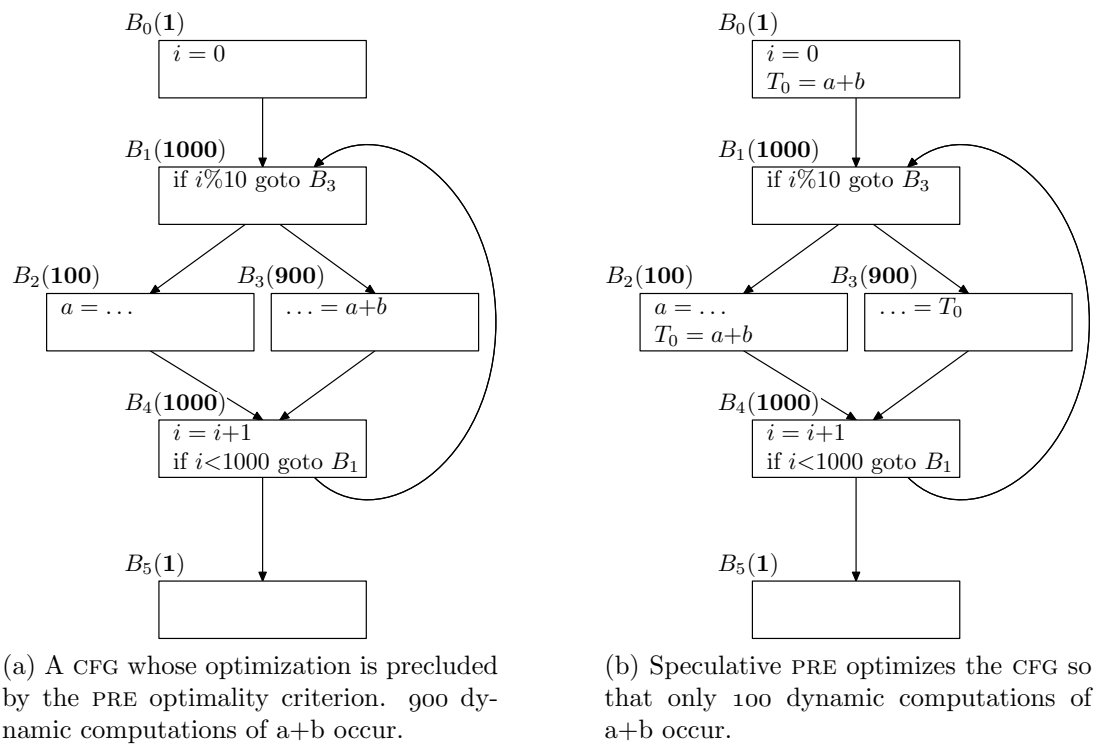 B₀(1)
i = 0
B₁(1000)
if i%10 goto B₃
B₂(100)
a = ...
B₃(900)
... = a+b
B₄(1000)
i = i+1
if i<1000 goto B₁
B₅(1)
(a) A CFG whose optimization is precluded
by the PRE optimality criterion. 900 dy-
namic computations of a+b occur.
B₀(1)
i = 0
T₀ = a+b
B₁(1000)
if i%10 goto B₃
B₂(100)
a = ...
T₀ = a+b
B₃(900)
... = T₀
B₄(1000)
i = i+1
if i<1000 goto B₁
B₅(1)
(b) Speculative PRE optimizes the CFG so
that only 100 dynamic computations of
a+b occur.